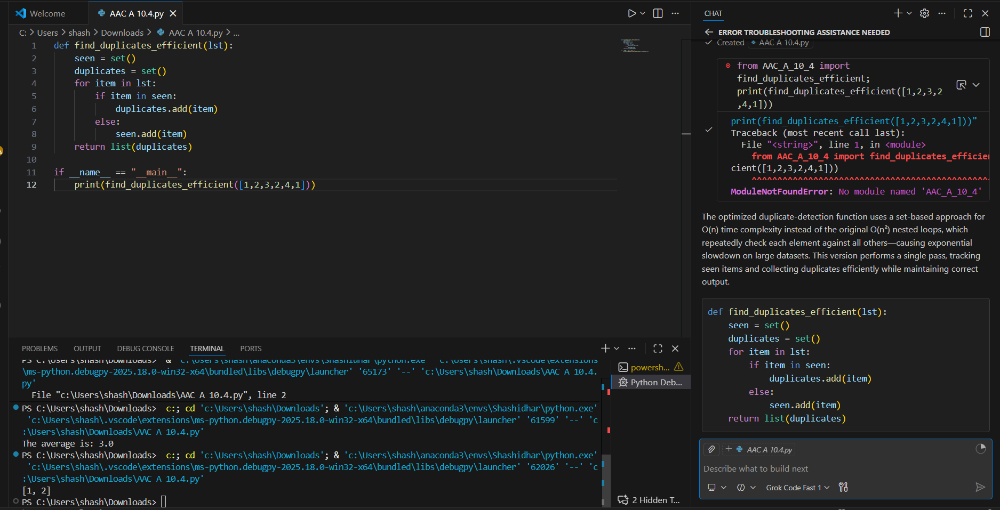 Welcome
AAC A 10.4.py
C: > Users > shash > Downloads > AAC A 10.4.py > ...
1 def find_duplicates_efficient(lst):
2 seen = set()
3 duplicates = set()
4 for item in lst:
5 if item in seen:
6 duplicates.add(item)
7 else:
8 seen.add(item)
9 return list(duplicates)
10
11 if __name__ == "__main__":
12 print(find_duplicates_efficient([1,2,3,2,4,1]))
PROBLEMS OUTPUT DEBUG CONSOLE TERMINAL PORTS
PS C:\Users\shash\Downloads> & 'c:\Users\shash\anaconda3\envs\Shashidhar\python.exe' 'c:\Users\shash\.vscode\extensions
\ms-python.debugpy-2025.18.0-win32-x64\bundled\libs\debugpy\launcher' '65173' '--' 'c:\Users\shash\Downloads\AAC A 10.4.
py'
File "c:\Users\shash\Downloads\AAC A 10.4.py", line 2
PS C:\Users\shash\Downloads> c:; cd 'c:\Users\shash\Downloads'; & 'c:\Users\shash\anaconda3\envs\Shashidhar\python.exe'
'c:\Users\shash\.vscode\extensions\ms-python.debugpy-2025.18.0-win32-x64\bundled\libs\debugpy\launcher' '61599' '--' 'c
:\Users\shash\Downloads\AAC A 10.4.py'
The average is: 3.0
PS C:\Users\shash\Downloads> c:; cd 'c:\Users\shash\Downloads'; & 'c:\Users\shash\anaconda3\envs\Shashidhar\python.exe'
'c:\Users\shash\.vscode\extensions\ms-python.debugpy-2025.18.0-win32-x64\bundled\libs\debugpy\launcher' '62026' '--' 'c
:\Users\shash\Downloads\AAC A 10.4.py'
[1, 2]
PS C:\Users\shash\Downloads>
powersh...
Python Deb...
2 Hidden T...
CHAT
ERROR TROUBLESHOOTING ASSISTANCE NEEDED
Created AAC A 10.4.py
from AAC_A_10_4 import
find_duplicates_efficient;
print(find_duplicates_efficient([1,2,3,2
,4,1]))
print(find_duplicates_efficient([1,2,3,2,4,1]))"
Traceback (most recent call last):
File "<string>", line 1, in <module>
from AAC_A_10_4 import find_duplicates_efficien
cient([1,2,3,2,4,1]))
^^^^^^^^^^^^^^^^^^^^^^^^^^^^^^^^^^^^^^^^^^^^^^^
ModuleNotFoundError: No module named 'AAC_A_10_4'
The optimized duplicate-detection function uses a set-based approach for
O(n) time complexity instead of the original O(n²) nested loops, which
repeatedly check each element against all others—causing exponential
slowdown on large datasets. This version performs a single pass, tracking
seen items and collecting duplicates efficiently while maintaining correct
output.
def find_duplicates_efficient(lst):
seen = set()
duplicates = set()
for item in lst:
if item in seen:
duplicates.add(item)
else:
seen.add(item)
return list(duplicates)
AAC A 10.4.py
Describe what to build next
Grok Code Fast 1